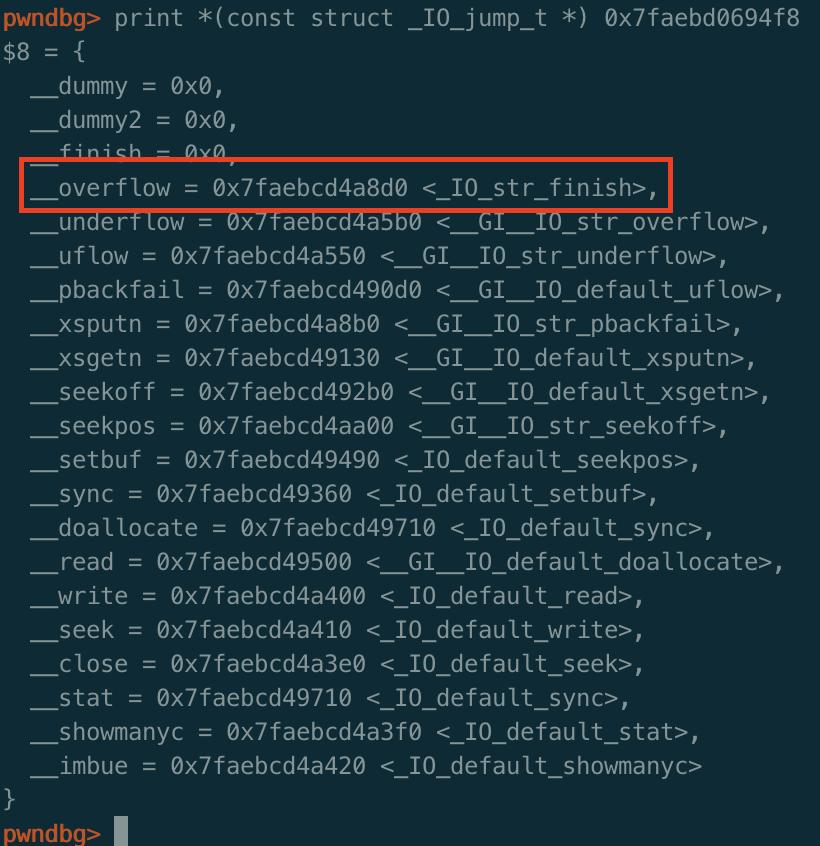 pwndbg> print *(const struct _IO_jump_t *) 0x7faebd0694f8
$8 = {
  __dummy = 0x0,
  __dummy2 = 0x0,
  __finish = 0x0,
  __overflow = 0x7faebcd4a8d0 <_IO_str_finish>,
  __underflow = 0x7faebcd4a5b0 <__GI__IO_str_overflow>,
  __uflow = 0x7faebcd4a550 <__GI__IO_str_underflow>,
  __pbackfail = 0x7faebcd490d0 <__GI__IO_default_uflow>,
  __xsputn = 0x7faebcd4a8b0 <__GI__IO_str_pbackfail>,
  __xsgetn = 0x7faebcd49130 <__GI__IO_default_xsputn>,
  __seekoff = 0x7faebcd492b0 <__GI__IO_default_xsgetn>,
  __seekpos = 0x7faebcd4aa00 <__GI__IO_str_seekoff>,
  __setbuf = 0x7faebcd49490 <_IO_default_seekpos>,
  __sync = 0x7faebcd49360 <_IO_default_setbuf>,
  __doallocate = 0x7faebcd49710 <_IO_default_sync>,
  __read = 0x7faebcd49500 <__GI__IO_default_doallocate>,
  __write = 0x7faebcd4a400 <_IO_default_read>,
  __seek = 0x7faebcd4a410 <_IO_default_write>,
  __close = 0x7faebcd4a3e0 <_IO_default_seek>,
  __stat = 0x7faebcd49710 <_IO_default_sync>,
  __showmanyc = 0x7faebcd4a3f0 <_IO_default_stat>,
  __imbue = 0x7faebcd4a420 <_IO_default_showmanyc>
}
pwndbg>